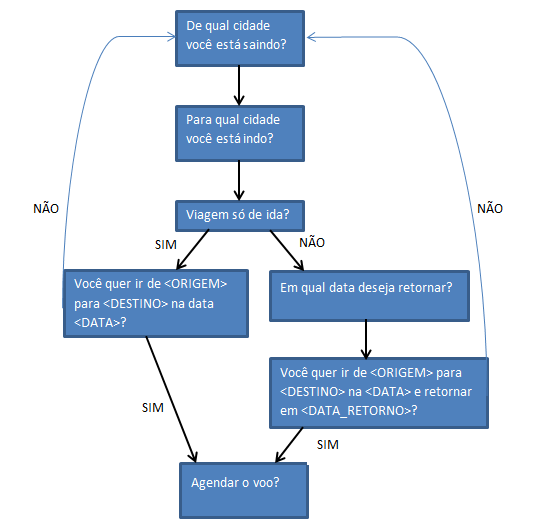 De qual cidade
você está saindo?
Para qual cidade
você está indo?
NÃO
NÃO
Viagem só de ida?
SIM
NÃO
Você quer ir de <ORIGEM>
para <DESTINO> na data
<DATA>?
Em qual data deseja retornar?
Você quer ir de <ORIGEM> para
<DESTINO> na <DATA> e retornar
em <DATA_RETORNO>?
SIM
SIM
Agendar o voo?